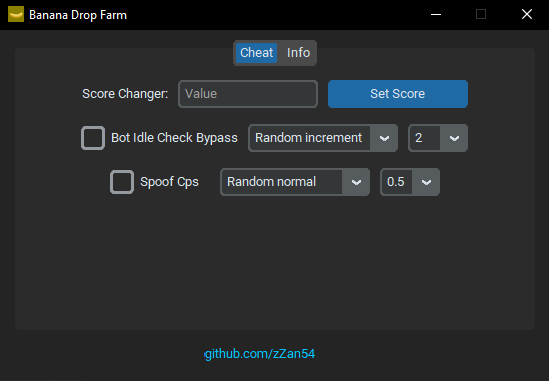 Banana Drop Farm
Cheat Info
Score Changer: Value Set Score
Bot Idle Check Bypass Random increment 2
Spoof Cps Random normal 0.5
github.com/zZan54